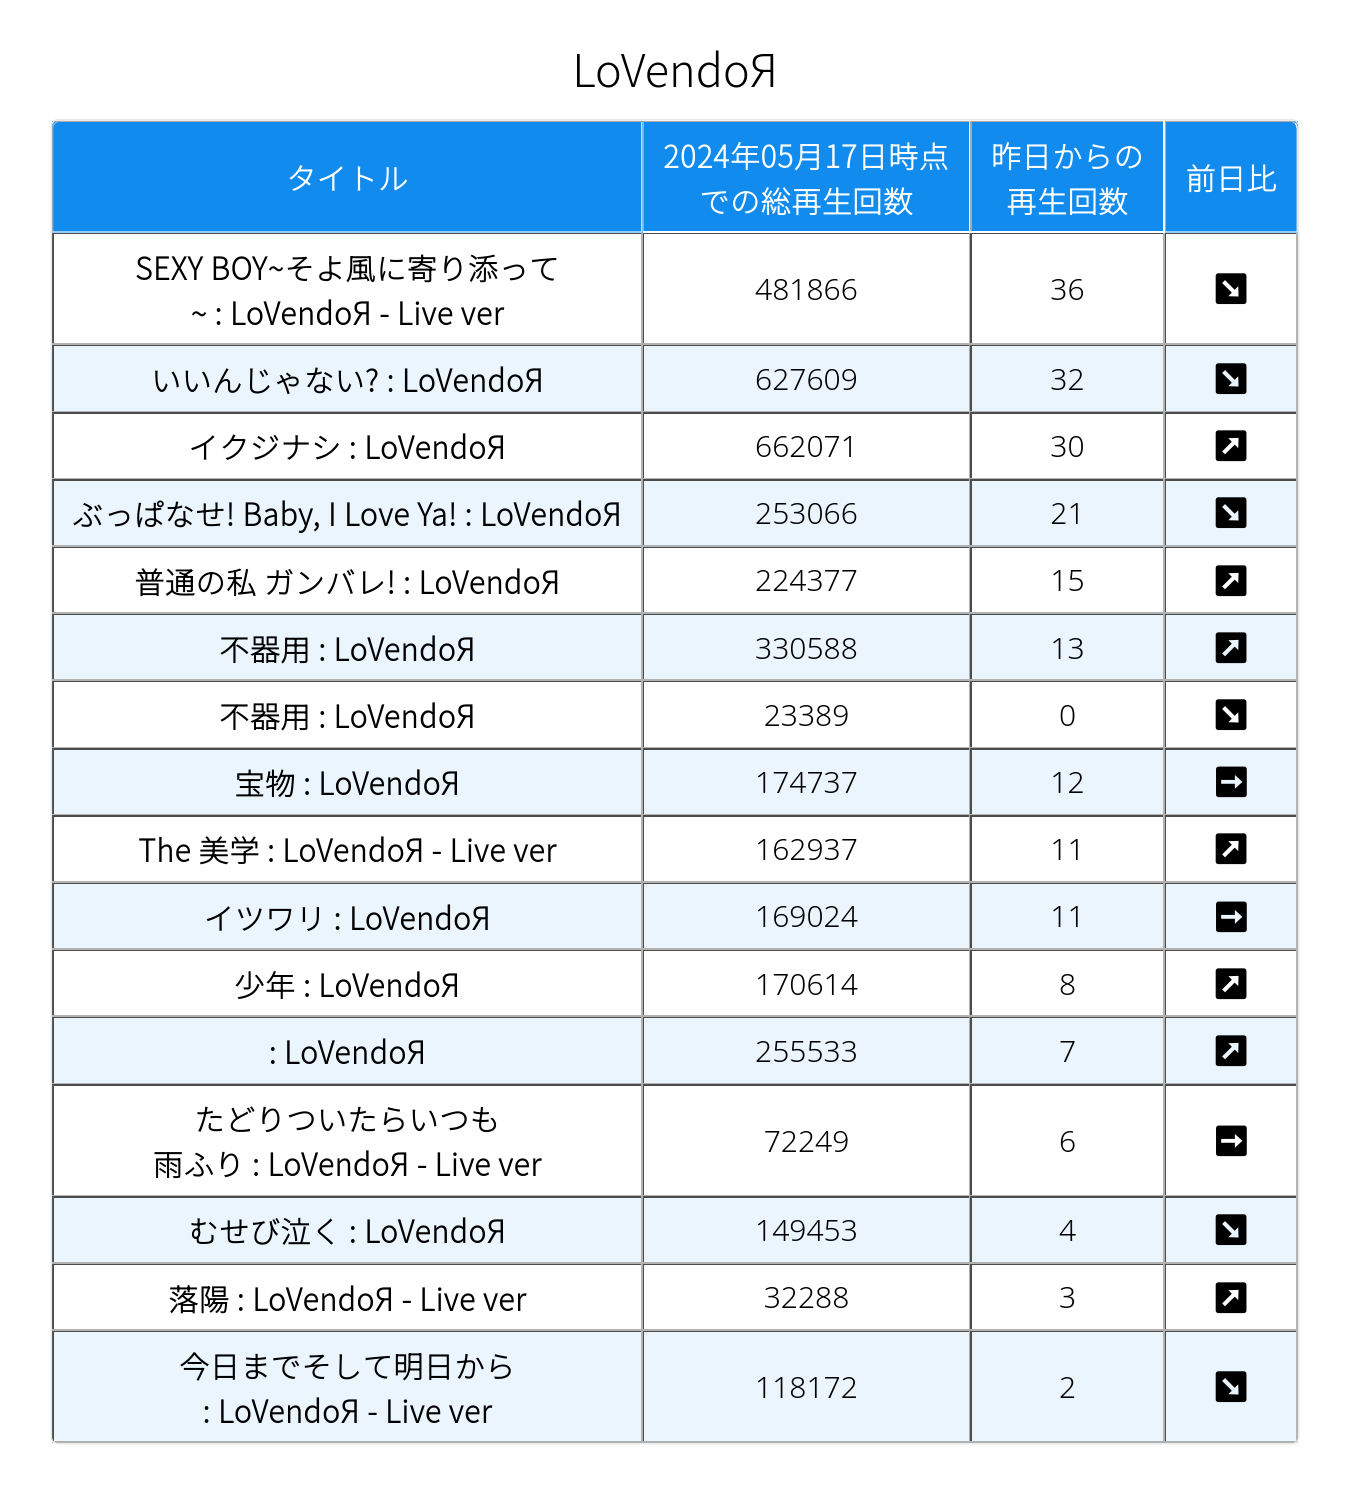 LoVendoЯ
タイトル
2024年05月17日時点
での総再生回数
昨日からの
再生回数
前日比
SEXY BOY~そよ風に寄り添って
~ : LoVendoЯ - Live ver
481866
36
↘
いいんじゃない? : LoVendoЯ
627609
32
↘
イクジナシ : LoVendoЯ
662071
30
↗
ぶっぱなせ! Baby, I Love Ya! : LoVendoЯ
253066
21
↘
普通の私 ガンバレ! : LoVendoЯ
224377
15
↗
不器用 : LoVendoЯ
330588
13
↗
不器用 : LoVendoЯ
23389
0
↘
宝物 : LoVendoЯ
174737
12
→
The 美学 : LoVendoЯ - Live ver
162937
11
↗
イツワリ : LoVendoЯ
169024
11
→
少年 : LoVendoЯ
170614
8
↗
: LoVendoЯ
255533
7
↗
たどりついたらいつも
雨ふり : LoVendoЯ - Live ver
72249
6
→
むせび泣く : LoVendoЯ
149453
4
↘
落陽 : LoVendoЯ - Live ver
32288
3
↗
今日までそして明日から
: LoVendoЯ - Live ver
118172
2
↘